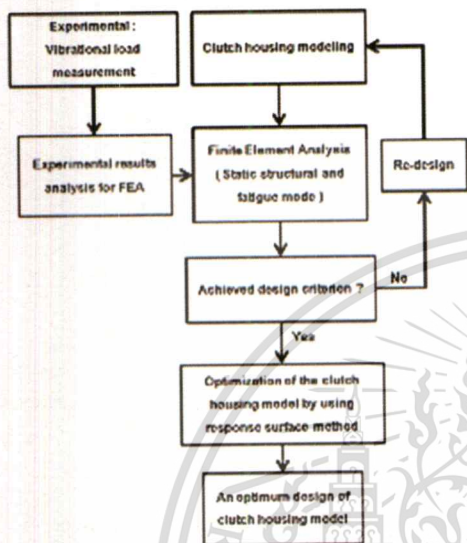 Experimental :
Vibrational load
measurement
Clutch housing modeling
Experimental results
analysis for FEA
Finite Element Analysis
( Static structural and
fatigue mode )
Re-design
Achieved design criterion ?
No
Yes
Optimization of the clutch
housing model by using
response surface method
An optimum design of
clutch housing model